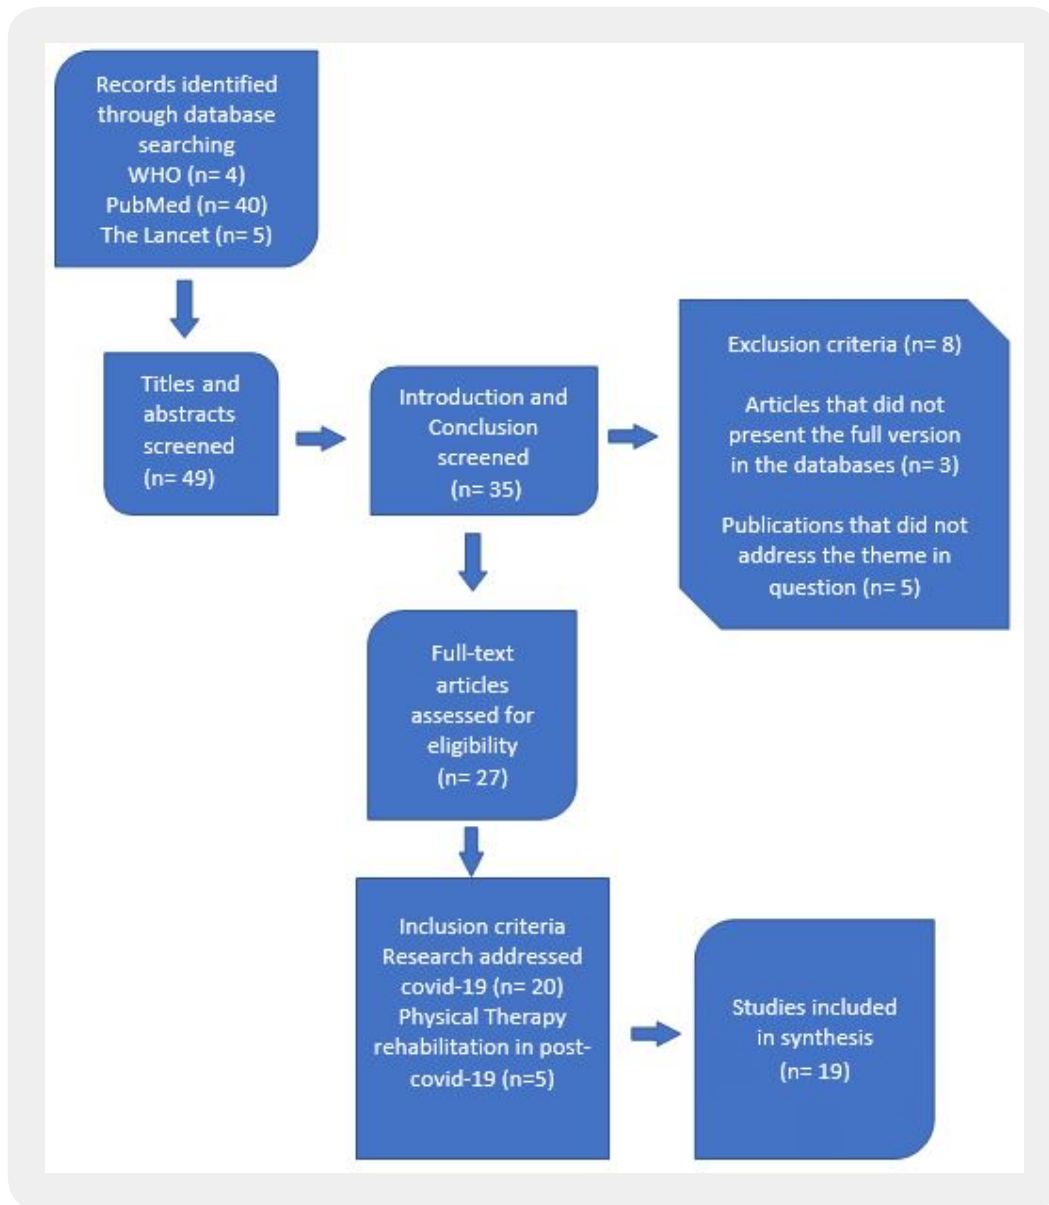 Records identified
through database
searching
WHO (n= 4)
PubMed (n= 40)
The Lancet (n= 5)
Titles and
abstracts
screened
(n= 49)
Introduction and
Conclusion
screened
(n= 35)
Exclusion criteria (n= 8)
Articles that did not
present the full version
in the databases (n= 3)
Publications that did not
address the theme in
question (n= 5)
Full-text
articles
assessed for
eligibility
(n= 27)
Inclusion criteria
Research addressed
covid-19 (n= 20)
Physical Therapy
rehabilitation in post-
covid-19 (n=5)
Studies included
in synthesis
(n= 19)